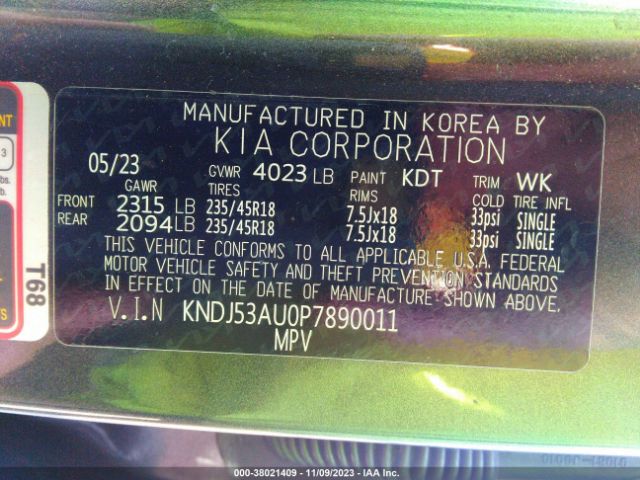 MANUFACTURED IN KOREA BY
KIA CORPORATION
05/23 GVWR 4023 LB PAINT KDT TRIM WK
GAWR TIRES RIMS COLD TIRE INFL
FRONT 2315 LB 235/45R18 7.5Jx18 33psi SINGLE
REAR 2094 LB 235/45R18 7.5Jx18 33psi SINGLE
THIS VEHICLE CONFORMS TO ALL APPLICABLE U.S.A. FEDERAL
MOTOR VEHICLE SAFETY AND THEFT PREVENTION STANDARDS
IN EFFECT ON THE DATE OF MANUFACTURE SHOWN ABOVE.
V.I.N KNDJ53AU0P7890011
MPV
T68
NT
3
lbs.
000-38021409 - 11/09/2023 - IAA Inc.